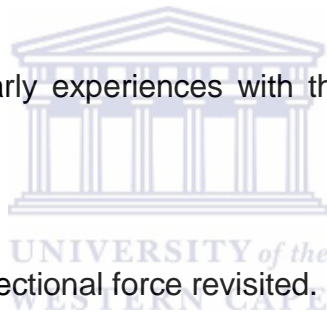 arly experiences with th
UNIVERSITY of the
ectional force revisited.
WESTERN CAPE